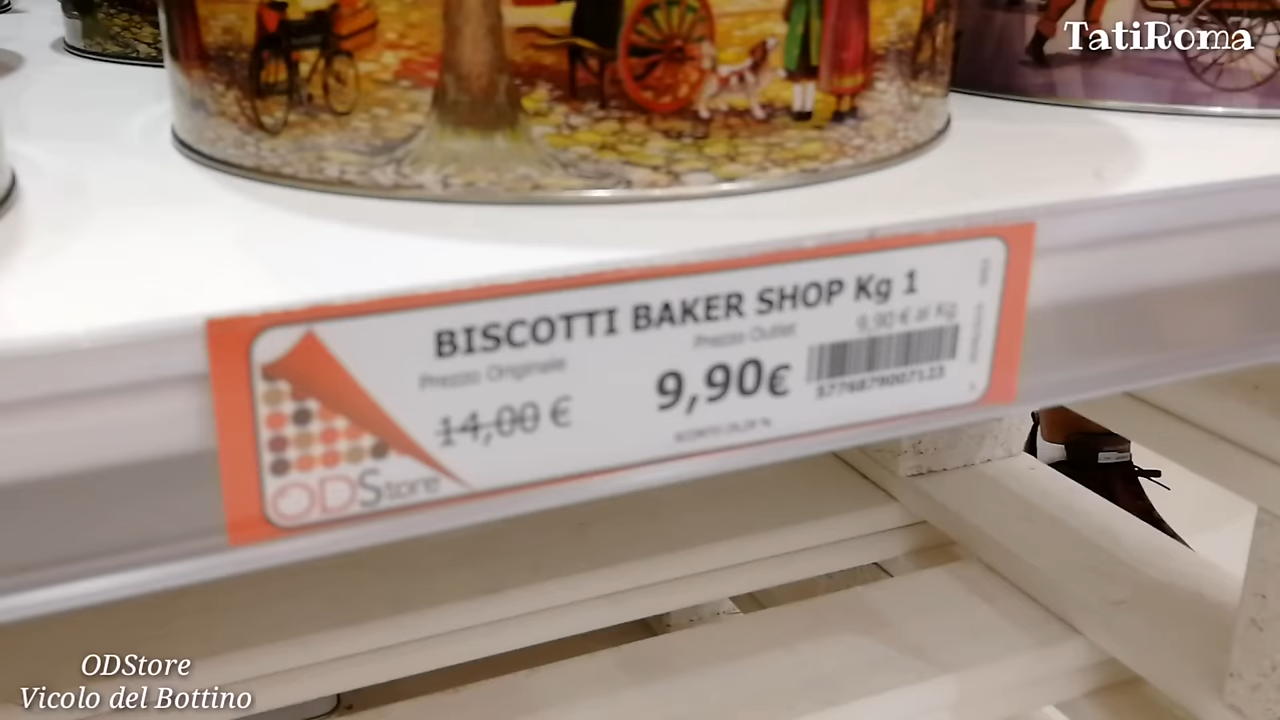 TatiRoma
BISCOTTI BAKER SHOP Kg 1
Prezzo Originale
Prezzo Outlet
9,90 € al Kg
14,00 €
9,90€
ODStore
ODStore
Vicolo del Bottino